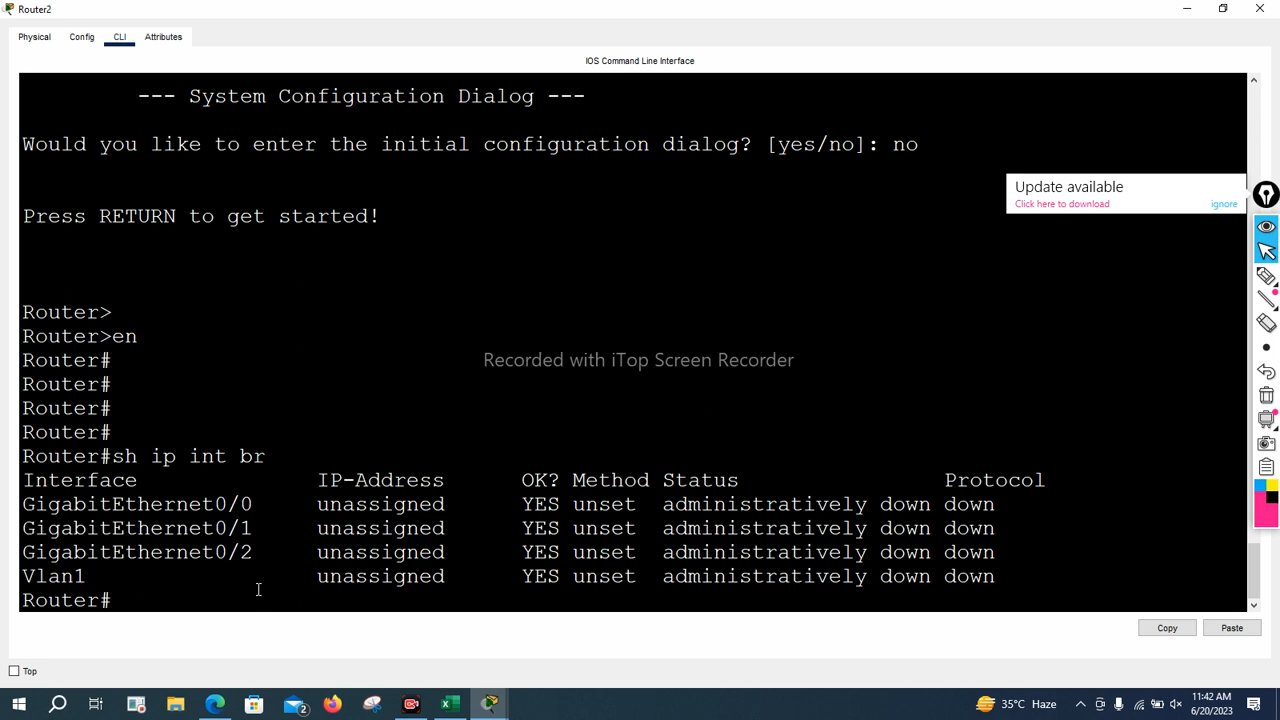 Router2
Physical Config CLI Attributes
IOS Command Line Interface
--- System Configuration Dialog ---
Would you like to enter the initial configuration dialog? [yes/no]: no
Update available
Click here to download ignore
Press RETURN to get started!
Router>
Router>en
Router#
Recorded with iTop Screen Recorder
Router#
Router#
Router#
Router#sh ip int br
Interface IP-Address OK? Method Status Protocol
GigabitEthernet0/0 unassigned YES unset administratively down down
GigabitEthernet0/1 unassigned YES unset administratively down down
GigabitEthernet0/2 unassigned YES unset administratively down down
Vlan1 unassigned YES unset administratively down down
Router#
Copy Paste
Top
35°C Haze
11:42 AM
6/20/2023